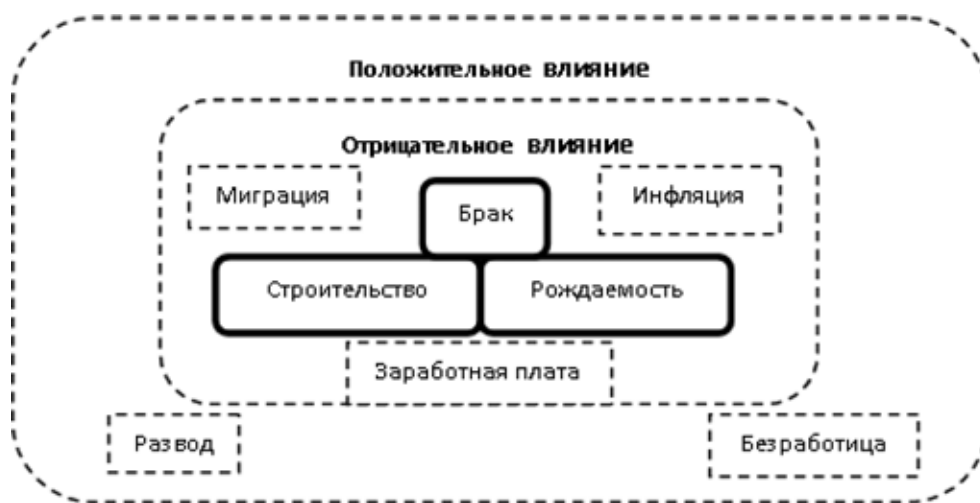 Положительное влияние
Отрицательное влияние
Миграция
Инфляция
Брак
Строительство
Рождаемость
Заработная плата
Развод
Безработица